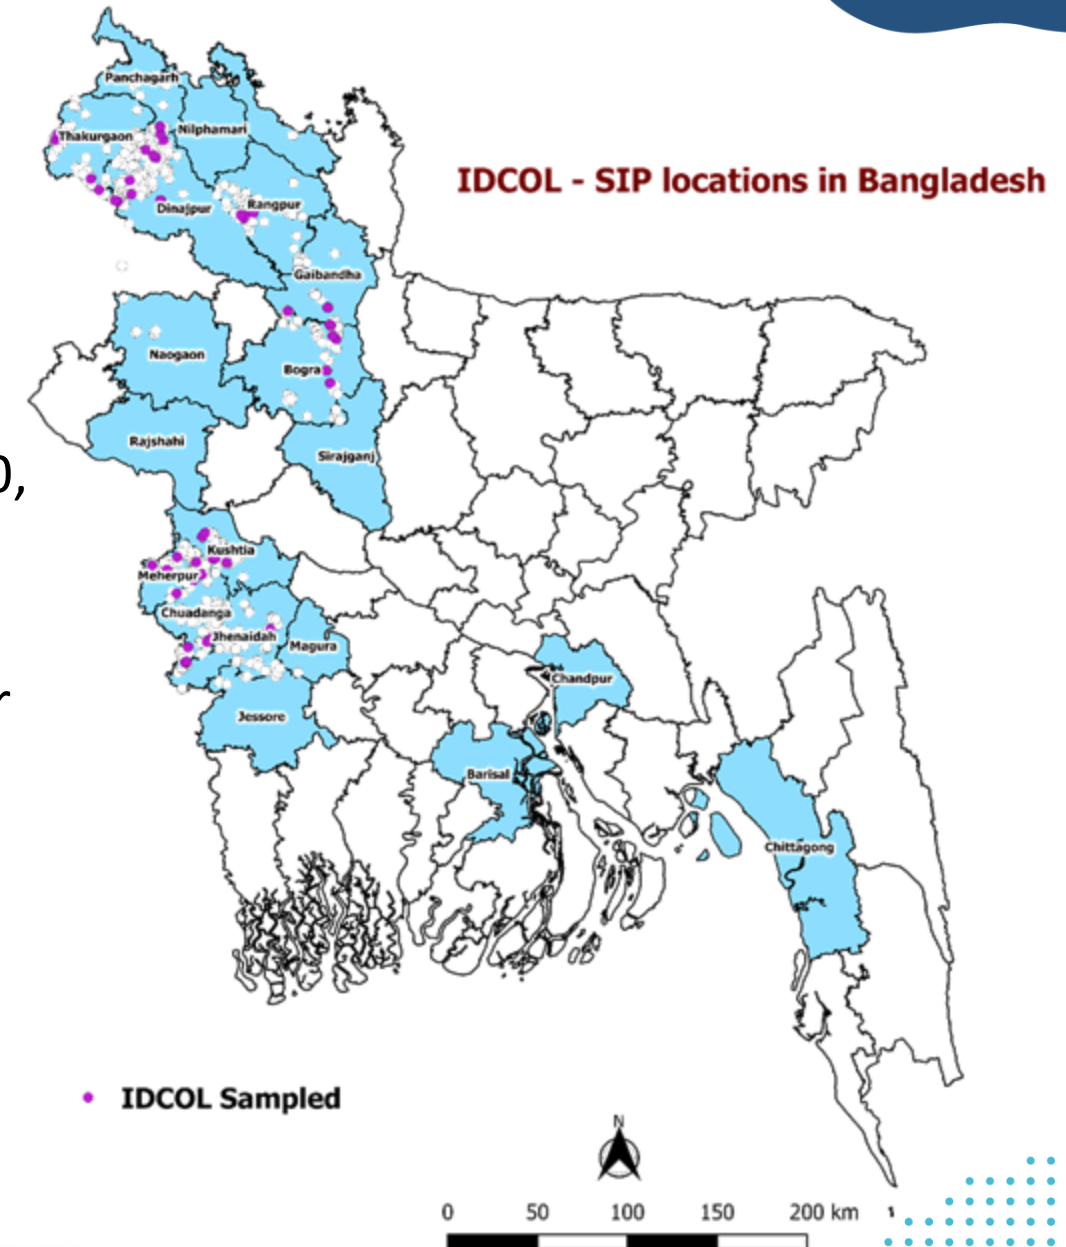 Panchagarh
Thakurgaon
Nilphamari
IDCOL - SIP locations in Bangladesh
Dinajpur
Rangpur
Gaibandha
Naogaon
Bogra
Rajshahi
Sirajganj
0,
Kushtia
Meherpur
Chuadanga
Jhenaidah
Magura
r
Chandpur
Jessore
Barisal
Chittagong
IDCOL Sampled
N
0 50 100 150 200 km